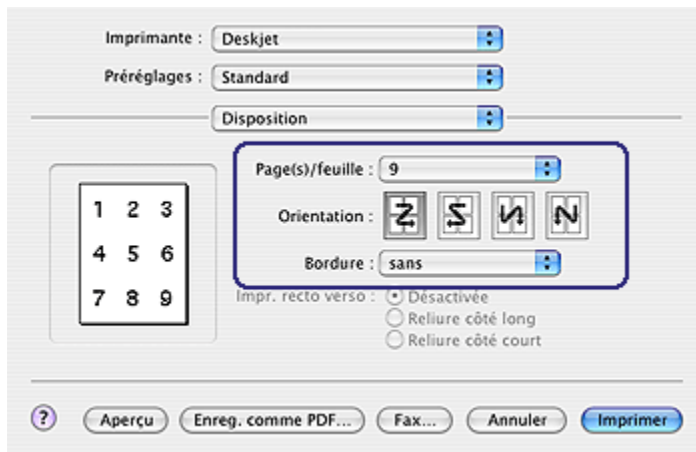 Imprimante : Deskjet
Préréglages : Standard
Disposition
Page(s)/feuille : 9
1 2 3
Orientation :
4 5 6
Bordure : sans
7 8 9
Impr. recto verso : Désactivée
Reliure côté long
Reliure côté court
? Aperçu Enreg. comme PDF... Fax... Annuler Imprimer